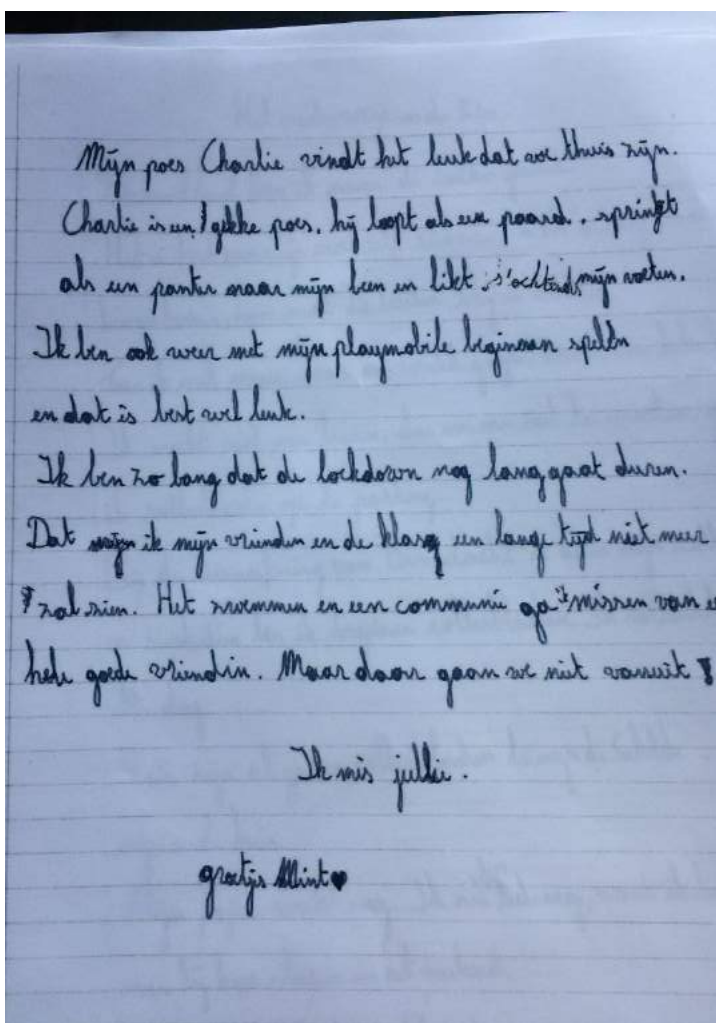 Mijn poes Charlie vindt het leuk dat we thuis zijn.
Charlie is een gekke poes, hij loopt als een paard, springt
als een panter naar mijn been en likt s'ochtends mijn voeten.
Ik ben ook weer met mijn playmobile beginnen spelen
en dat is best wel leuk.
Ik ben zo bang dat de lockdown nog lang gaat duren.
Dat ik mijn vrienden en de klas een lange tijd niet meer
zal zien. Het zwemmen en een communie ga ik missen van
hele goede vriendin. Maar daar gaan we niet vanuit
Ik mis jullie.
groetjes Mint♥